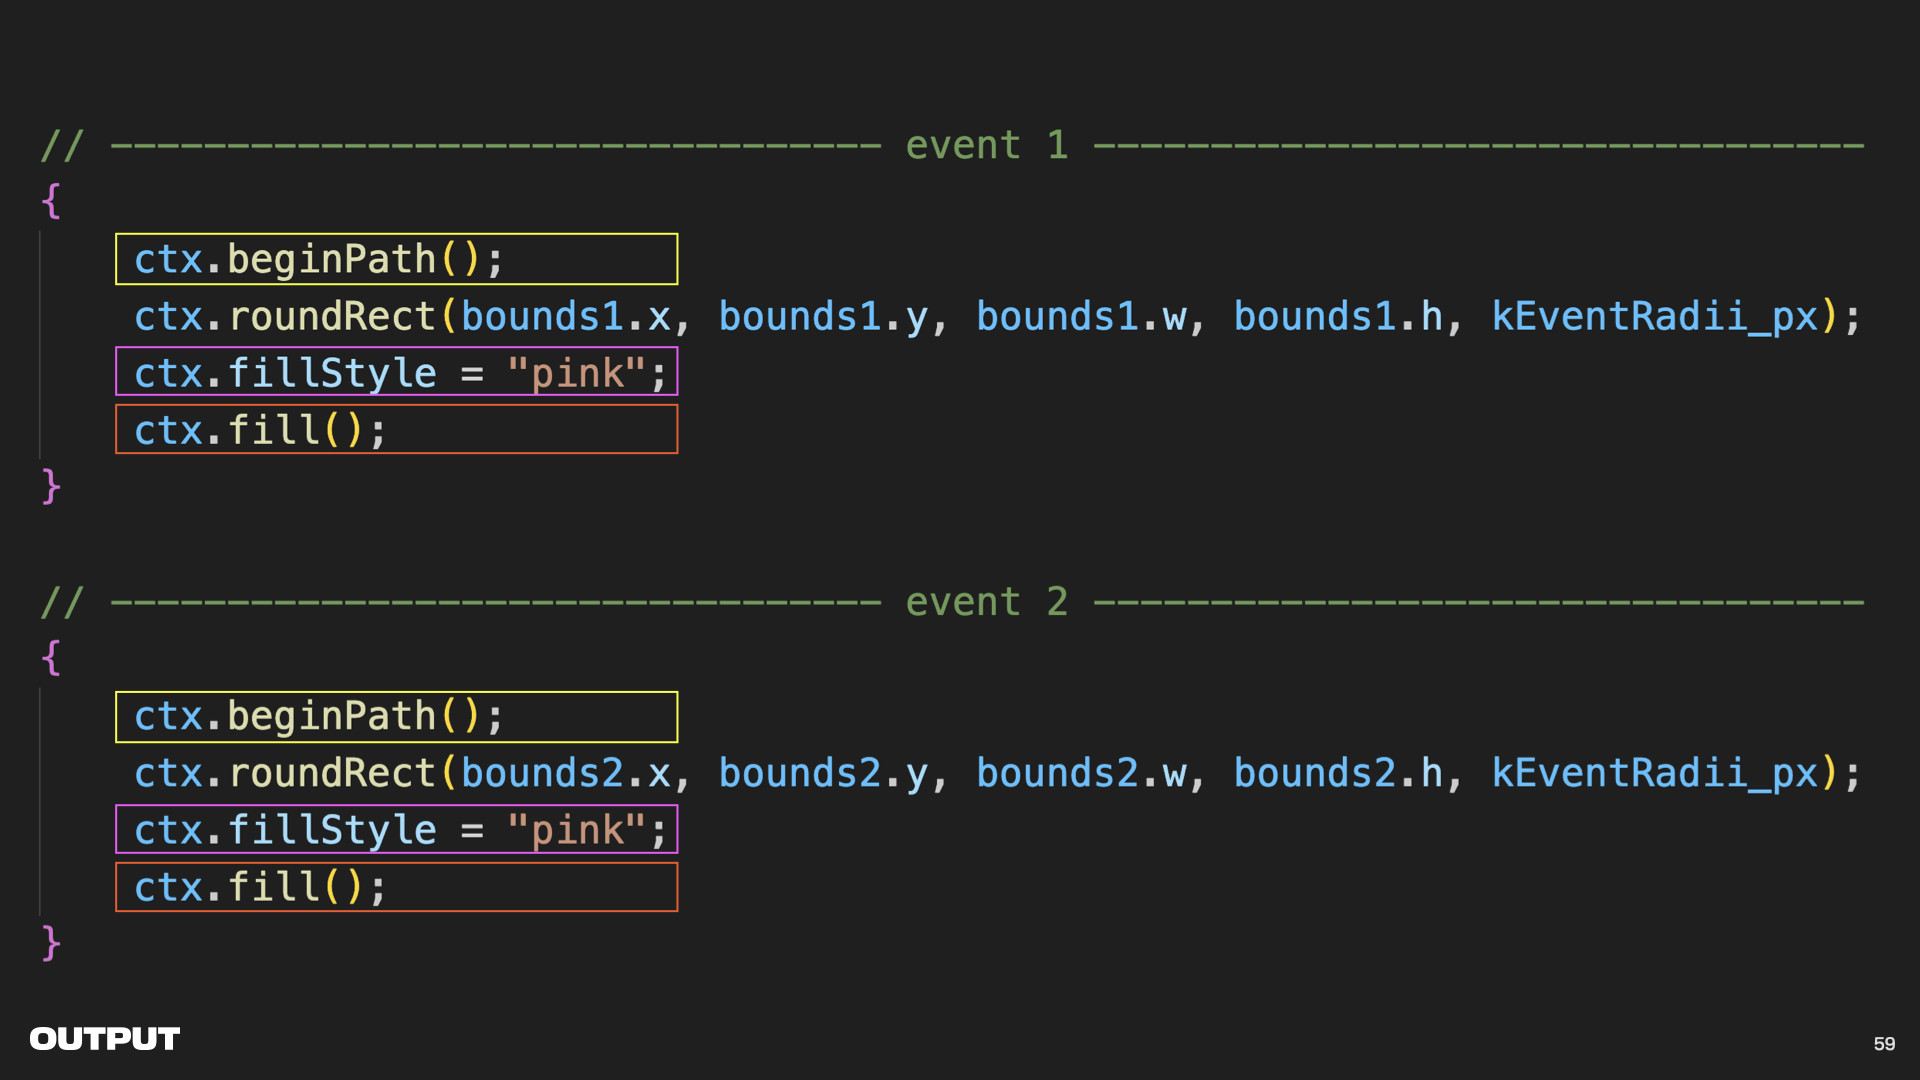 // --------------------------------- event 1 ---------------------------------
{
ctx.beginPath();
ctx.roundRect(bounds1.x, bounds1.y, bounds1.w, bounds1.h, kEventRadii_px);
ctx.fillStyle = "pink";
ctx.fill();
}
// --------------------------------- event 2 ---------------------------------
{
ctx.beginPath();
ctx.roundRect(bounds2.x, bounds2.y, bounds2.w, bounds2.h, kEventRadii_px);
ctx.fillStyle = "pink";
ctx.fill();
}
OUTPUT
59